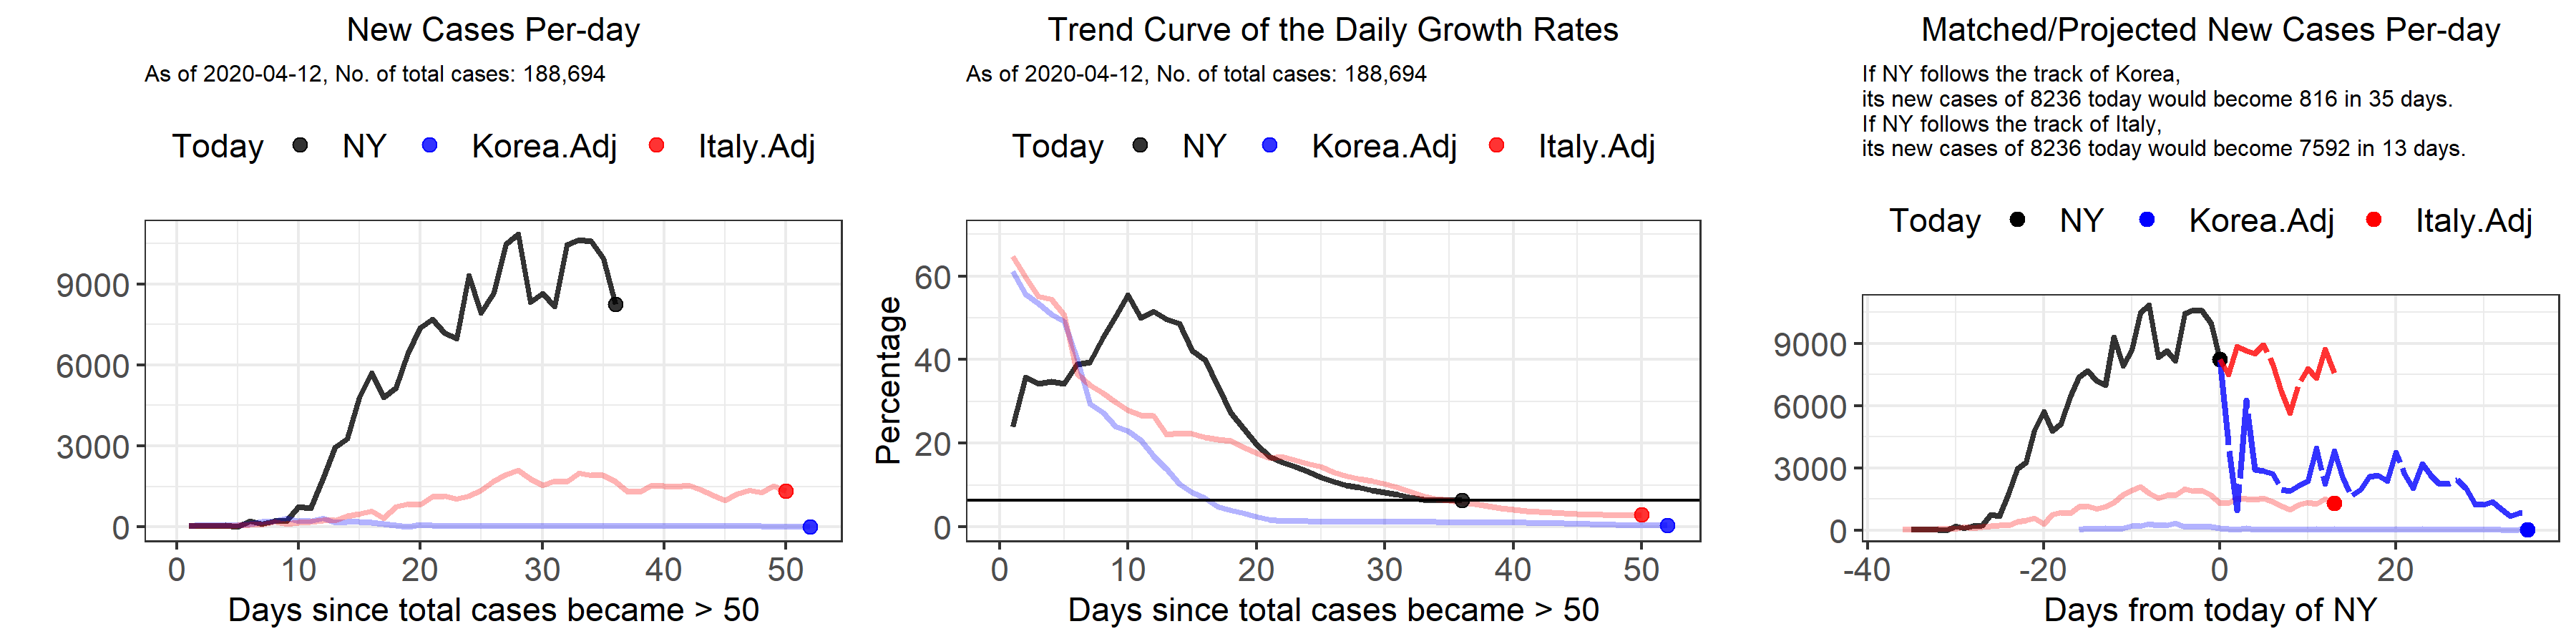 New Cases Per-day
As of 2020-04-12, No. of total cases: 188,694
Today NY Korea.Adj Italy.Adj
9000
6000
3000
0
0 10 20 30 40 50
Days since total cases became > 50
Trend Curve of the Daily Growth Rates
As of 2020-04-12, No. of total cases: 188,694
Today NY Korea.Adj Italy.Adj
Percentage
60
40
20
0
0 10 20 30 40 50
Days since total cases became > 50
Matched/Projected New Cases Per-day
If NY follows the track of Korea,
its new cases of 8236 today would become 816 in 35 days.
If NY follows the track of Italy,
its new cases of 8236 today would become 7592 in 13 days.
Today NY Korea.Adj Italy.Adj
9000
6000
3000
0
-40 -20 0 20
Days from today of NY